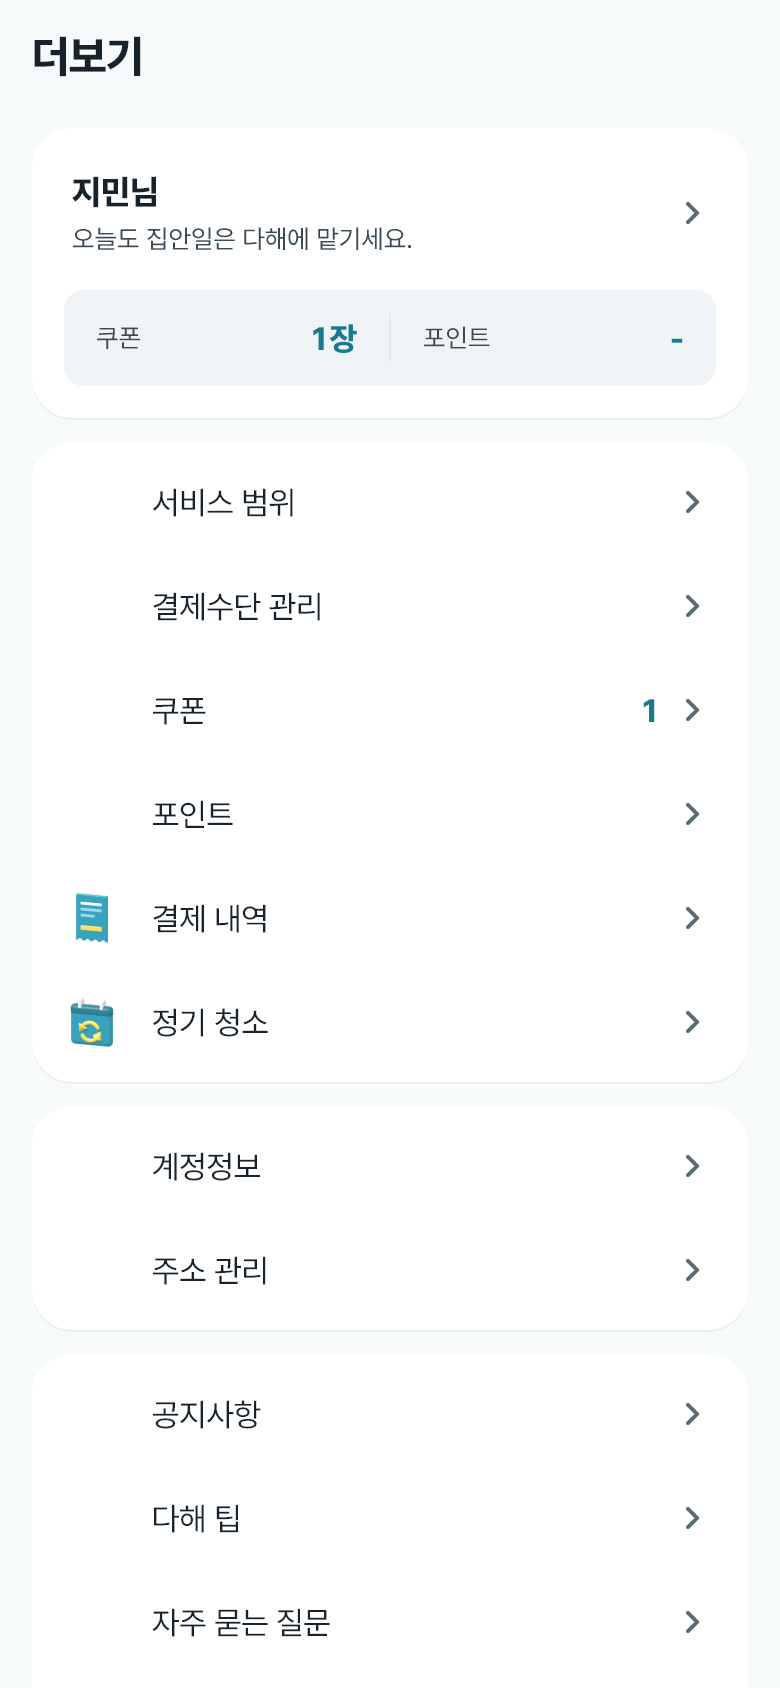 더보기
지민님
오늘도 집안일은 다해에 맡기세요.
쿠폰 1장 포인트 -
서비스 범위
결제수단 관리
쿠폰 1
포인트
결제 내역
정기 청소
계정정보
주소 관리
공지사항
다해 팁
자주 묻는 질문